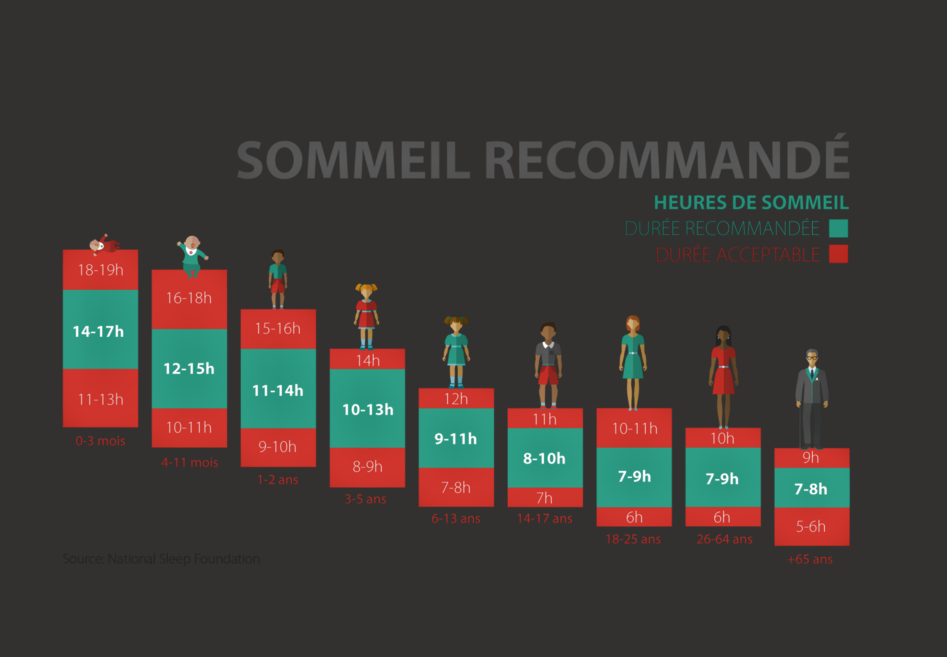 SOMMEIL RECOMMANDÉ
HEURES DE SOMMEIL
DURÉE RECOMMANDÉE
DURÉE ACCEPTABLE
18-19h
14-17h
11-13h
0-3 mois
16-18h
12-15h
10-11h
4-11 mois
15-16h
11-14h
9-10h
1-2 ans
14h
10-13h
8-9h
3-5 ans
12h
9-11h
7-8h
6-13 ans
11h
8-10h
7h
14-17 ans
10-11h
7-9h
6h
18-25 ans
10h
7-9h
6h
26-64 ans
9h
7-8h
5-6h
+65 ans
Source: National Sleep Foundation